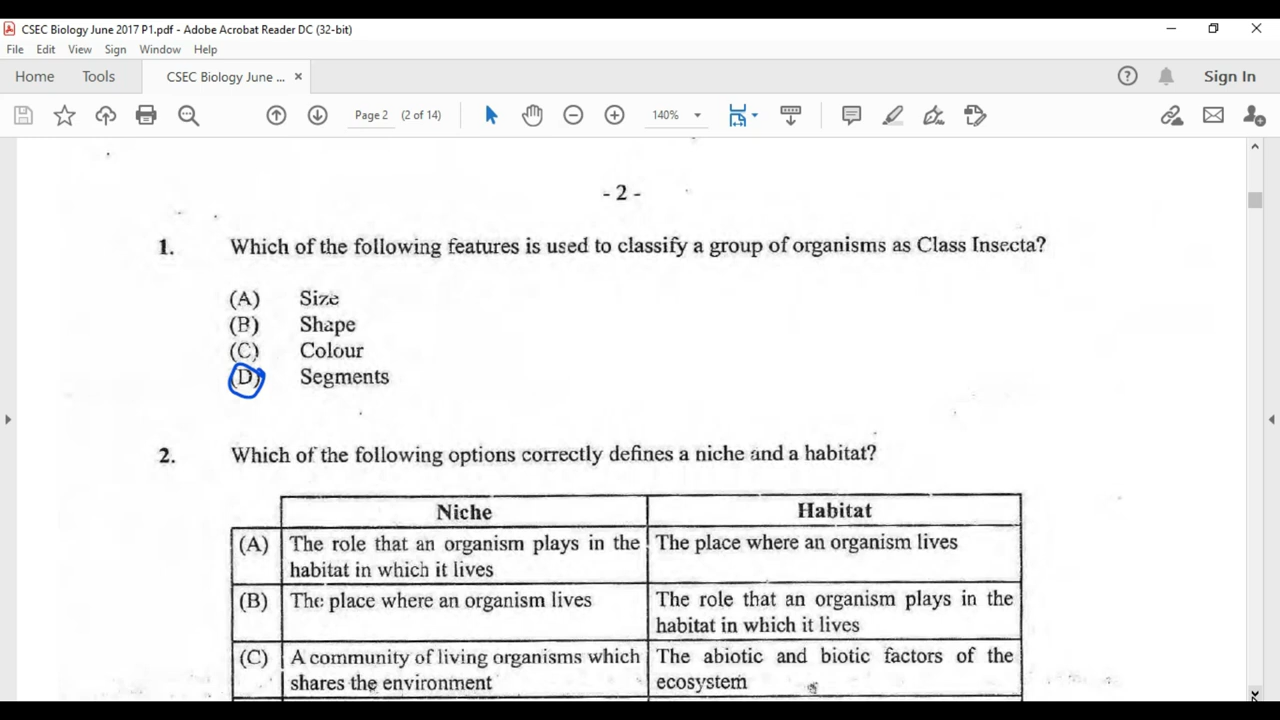 CSEC Biology June 2017 P1.pdf - Adobe Acrobat Reader DC (32-bit)
File Edit View Sign Window Help
Home Tools CSEC Biology June ... × Sign In
Page 2 (2 of 14) 140%
- 2 -
1. Which of the following features is used to classify a group of organisms as Class Insecta?
(A) Size
(B) Shape
(C) Colour
(D) Segments
2. Which of the following options correctly defines a niche and a habitat?
Niche Habitat
(A) The role that an organism plays in the The place where an organism lives
habitat in which it lives
(B) The place where an organism lives The role that an organism plays in the
habitat in which it lives
(C) A community of living organisms which The abiotic and biotic factors of the
shares the environment ecosystem